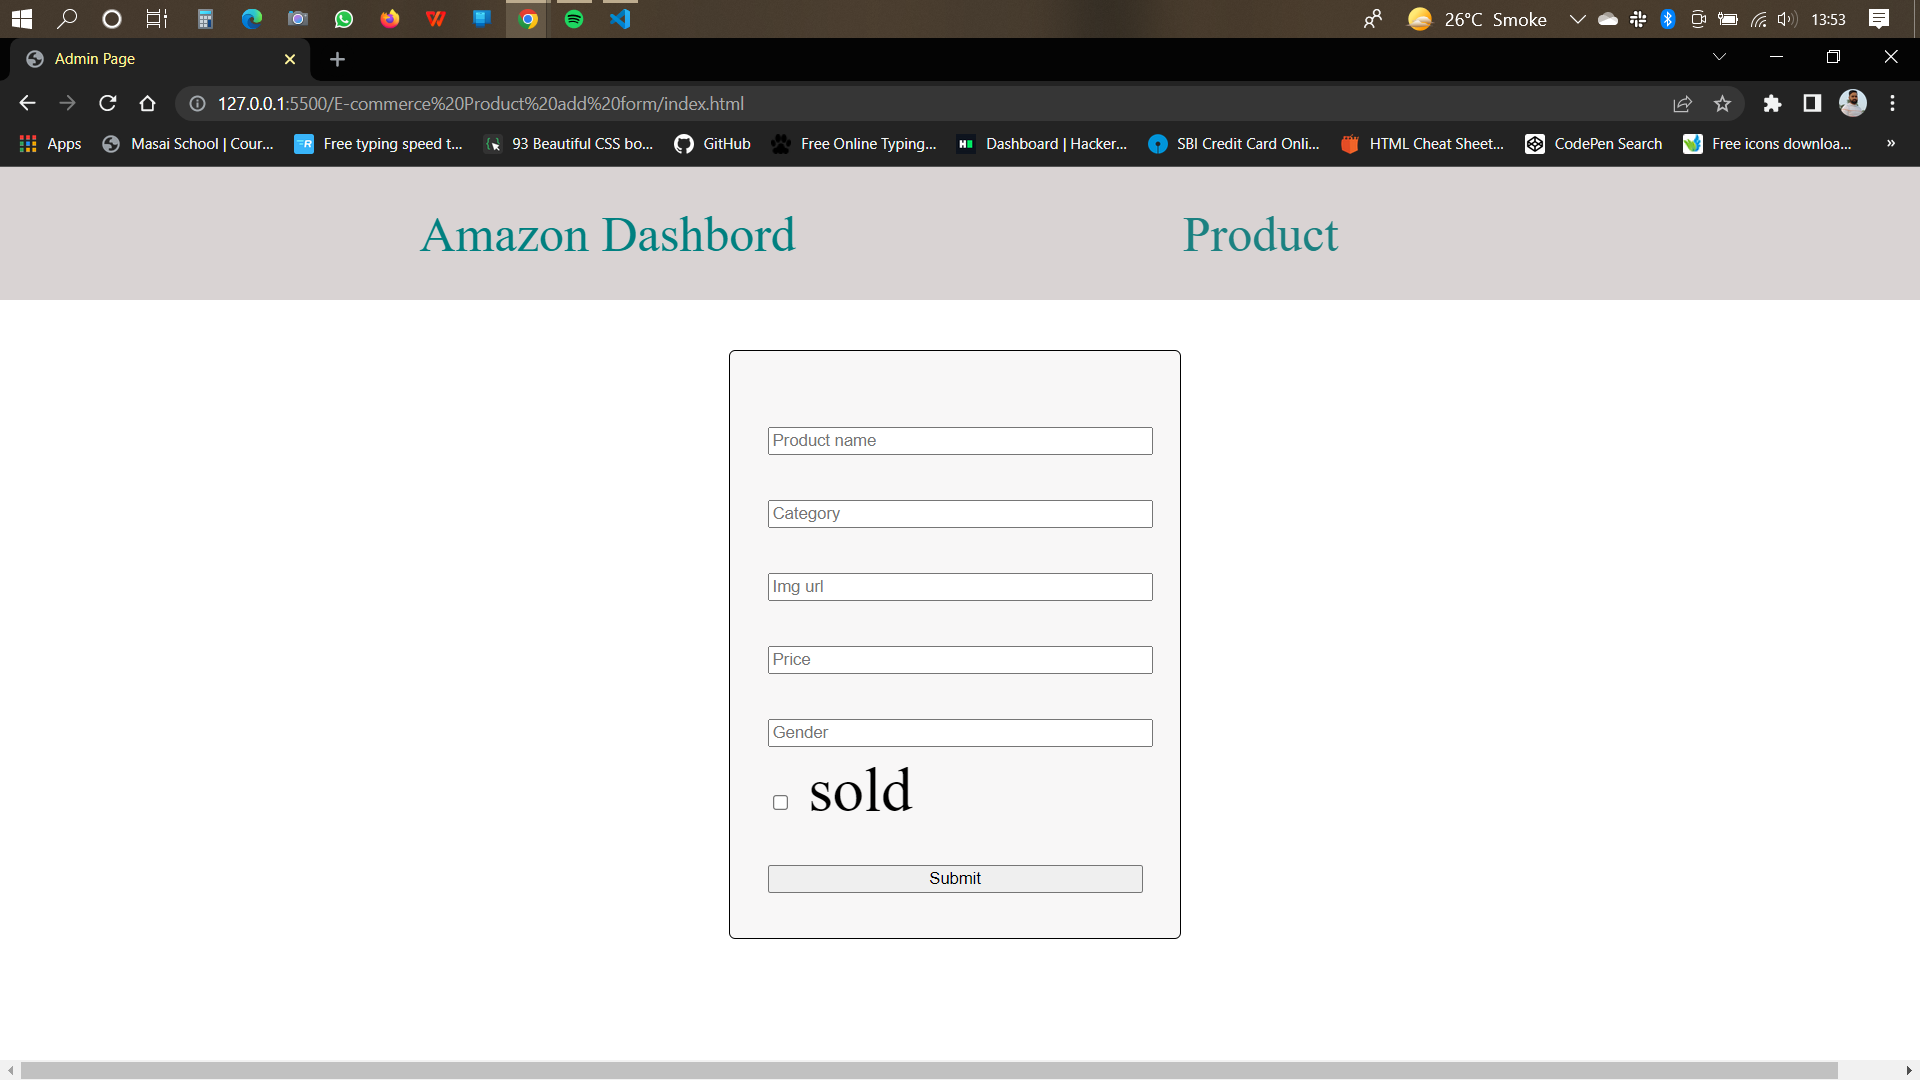 26°C Smoke 13:53
Admin Page
127.0.0.1:5500/E-commerce%20Product%20add%20form/index.html
Apps Masai School | Cour... Free typing speed t... 93 Beautiful CSS bo... GitHub Free Online Typing... Dashboard | Hacker... SBI Credit Card Onli... HTML Cheat Sheet... CodePen Search Free icons downloa... »
Amazon Dashbord Product
Product name
Category
Img url
Price
Gender
sold
Submit